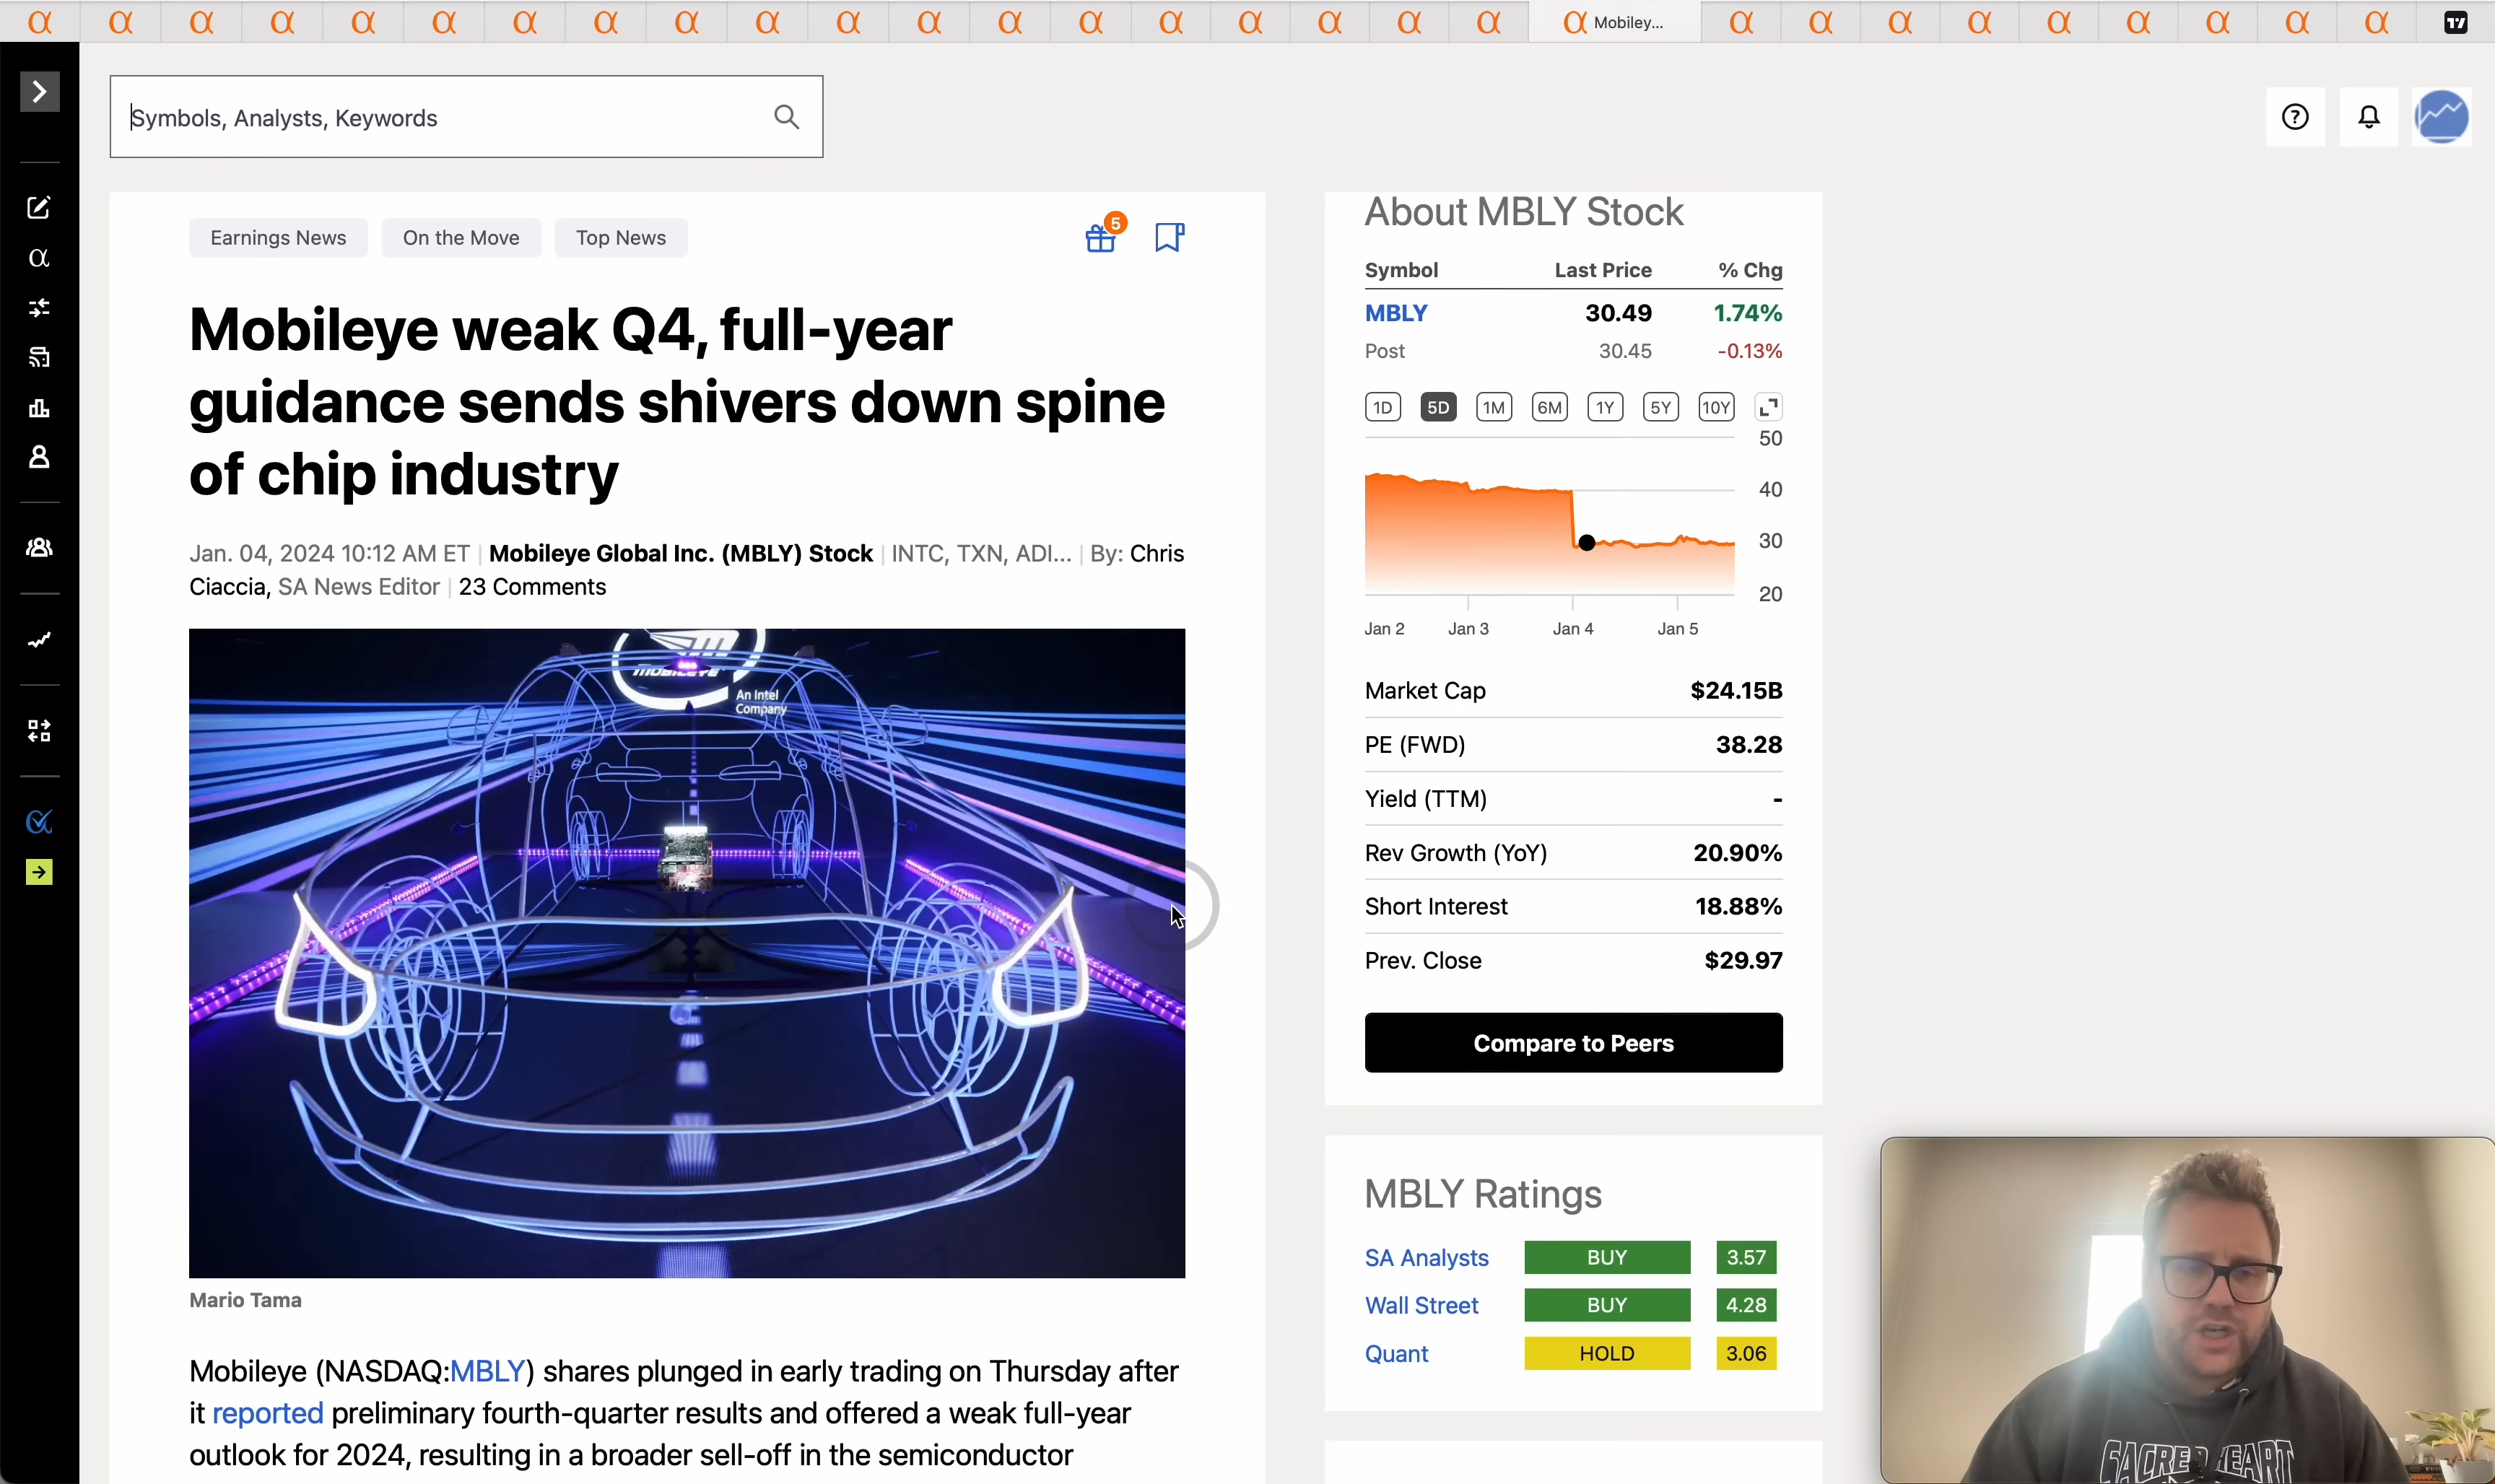 Mobiley...
Symbols, Analysts, Keywords
Earnings News
On the Move
Top News
5
Mobileye weak Q4, full-year
guidance sends shivers down spine
of chip industry
Jan. 04, 2024 10:12 AM ET | Mobileye Global Inc. (MBLY) Stock | INTC, TXN, ADI... | By: Chris
Ciaccia, SA News Editor | 23 Comments
mobileye
An Intel
Company
Mario Tama
Mobileye (NASDAQ:MBLY) shares plunged in early trading on Thursday after
it reported preliminary fourth-quarter results and offered a weak full-year
outlook for 2024, resulting in a broader sell-off in the semiconductor
About MBLY Stock
Symbol Last Price % Chg
MBLY 30.49 1.74%
Post 30.45 -0.13%
1D 5D 1M 6M 1Y 5Y 10Y
50
40
30
20
Jan 2 Jan 3 Jan 4 Jan 5
Market Cap $24.15B
PE (FWD) 38.28
Yield (TTM) -
Rev Growth (YoY) 20.90%
Short Interest 18.88%
Prev. Close $29.97
Compare to Peers
MBLY Ratings
SA Analysts BUY 3.57
Wall Street BUY 4.28
Quant HOLD 3.06
SACRED HEART